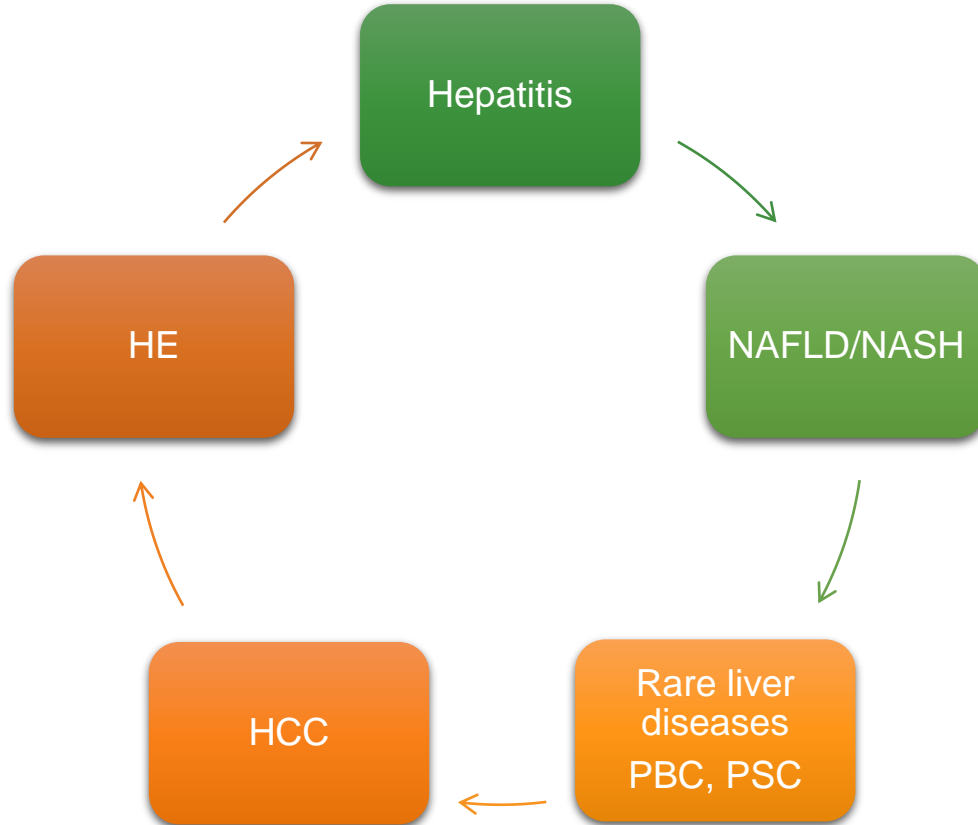 Hepatitis
NAFLD/NASH
Rare liver
diseases
PBC, PSC
HCC
HE